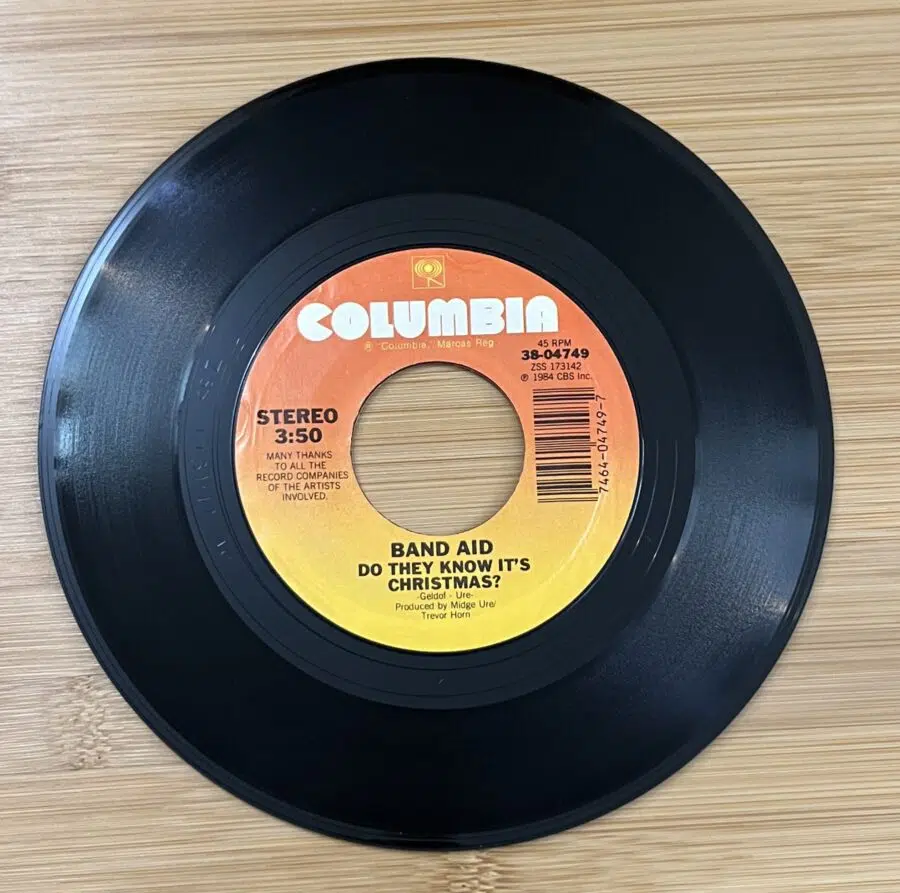 COLUMBIA
® "Columbia," Marcas Reg
45 RPM
38-04749
ZSS 173142
℗ 1984 CBS Inc.
STEREO
3:50
MANY THANKS
TO ALL THE
RECORD COMPANIES
OF THE ARTISTS
INVOLVED.
7464-04749-7
BAND AID
DO THEY KNOW IT'S
CHRISTMAS?
-Geldof - Ure-
Produced by Midge Ure/
Trevor Horn